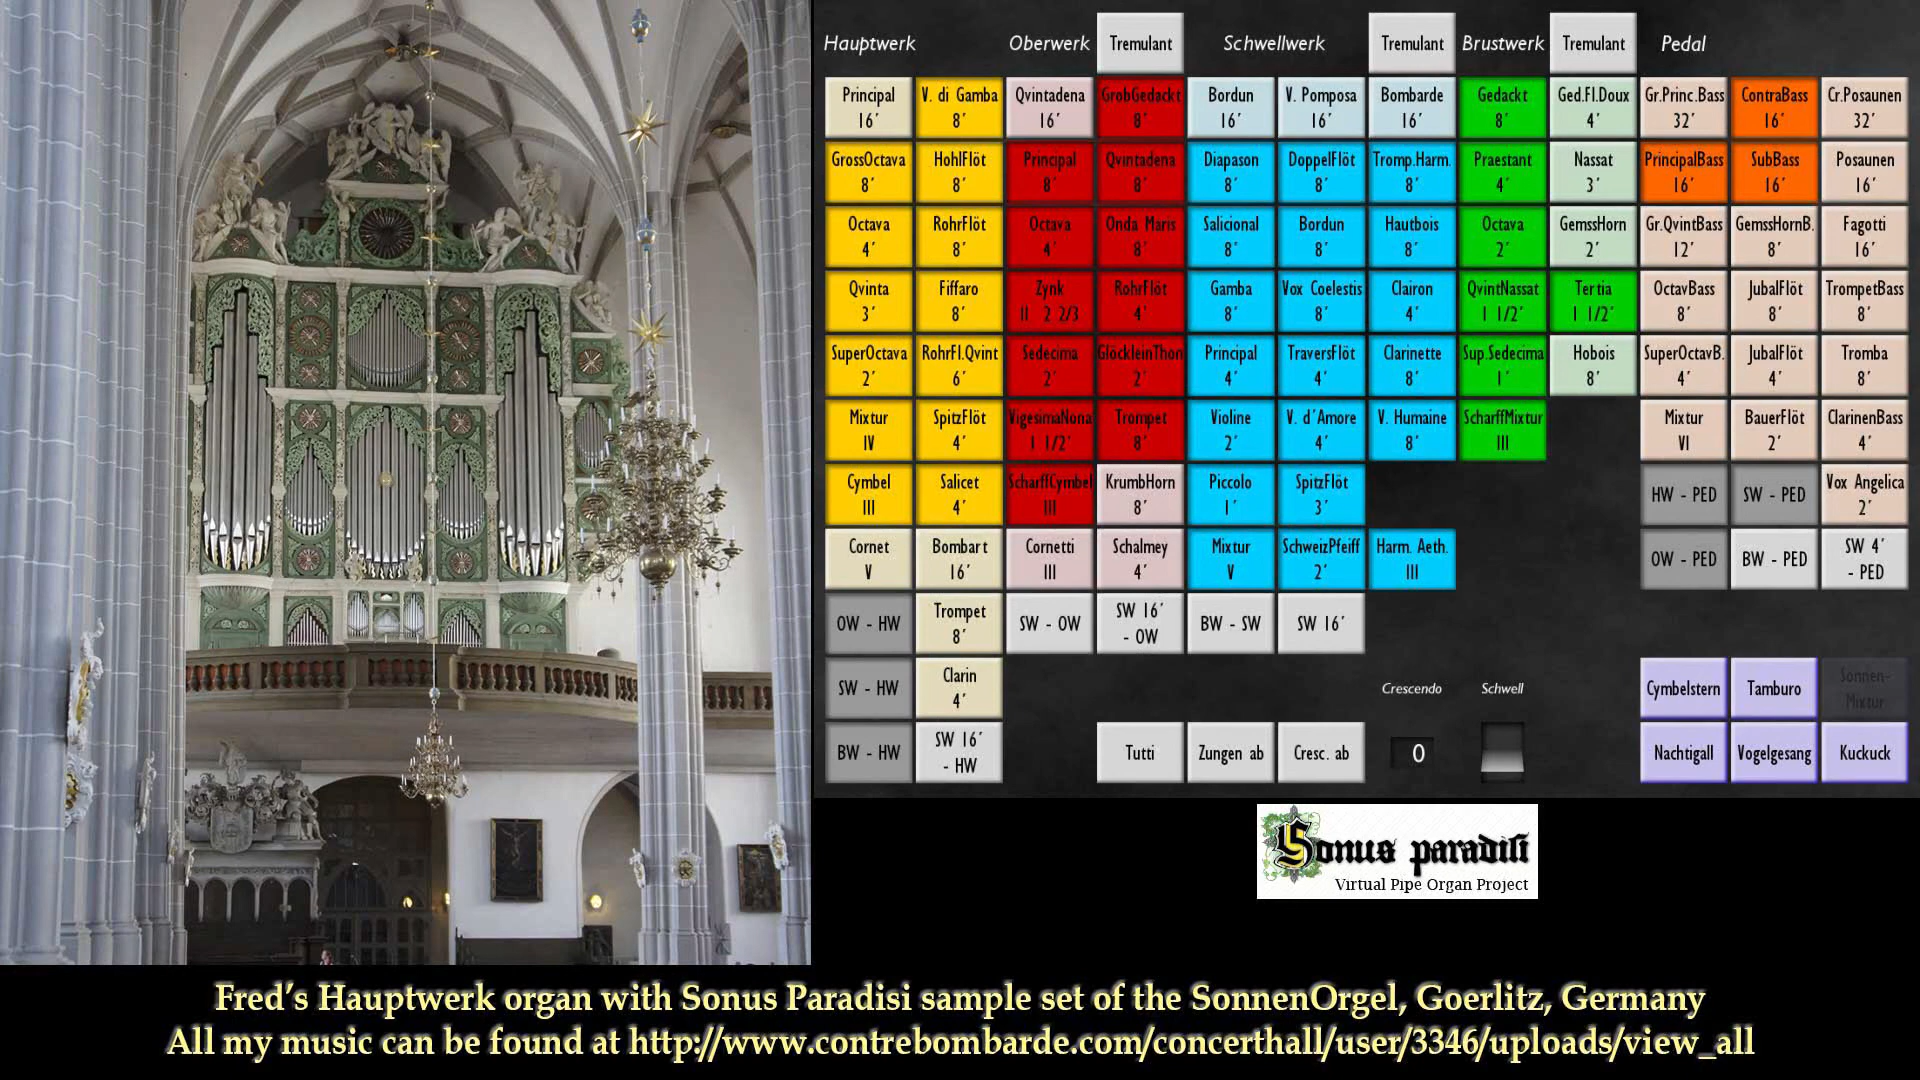 Hauptwerk Oberwerk Tremulant Schwellwerk Tremulant Brustwerk Tremulant Pedal
Principal V. di Gamba Qvintadena GrobGedackt Bordun V. Pomposa Bombarde Gedackt Ged.Fl.Doux Gr.Princ.Bass ContraBass Cr.Posaunen
16′ 8′ 16′ 8′ 16′ 16′ 16′ 8′ 4′ 32′ 16′ 32′
GrossOctava HohlFlöt Principal Qvintadena Diapason DoppelFlöt Tromp.Harm. Praestant Nassat PrincipalBass SubBass Posaunen
8′ 8′ 8′ 8′ 8′ 8′ 8′ 4′ 3′ 16′ 16′ 16′
Octava RohrFlöt Octava Onda Maris Salicional Bordun Hautbois Octava GemssHorn Gr.QvintBass GemssHornB. Fagotti
4′ 8′ 4′ 8′ 8′ 8′ 8′ 2′ 2′ 12′ 8′ 16′
Qvinta Fiffaro Zynk RohrFlöt Gamba Vox Coelestis Clairon QvintNassat Tertia OctavBass JubalFlöt TrompetBass
3′ 8′ II 2 2/3 4′ 8′ 8′ 4′ 1 1/2′ 1 1/2′ 8′ 8′ 8′
SuperOctava RohrFl.Qvint Sedecima GlöckleinThon Principal TraversFlöt Clarinette Sup.Sedecima Hobois SuperOctavB. JubalFlöt Tromba
2′ 6′ 2′ 2′ 4′ 4′ 8′ 1′ 8′ 4′ 4′ 8′
Mixtur SpitzFlöt VigesimaNona Trompet Violine V. d′Amore V. Humaine ScharffMixtur Mixtur BauerFlöt ClarinenBass
IV 4′ 1 1/2′ 8′ 2′ 4′ 8′ III VI 2′ 4′
Cymbel Salicet ScharffCymbel KrumbHorn Piccolo SpitzFlöt HW - PED SW - PED Vox Angelica
III 4′ III 8′ 1′ 3′ 2′
Cornet Bombart Cornetti Schalmey Mixtur SchweizPfeiff Harm. Aeth. OW - PED BW - PED SW 4′
V 16′ III 4′ V 2′ III - PED
OW - HW Trompet SW - OW SW 16′ BW - SW SW 16′
8′ - OW
SW - HW Clarin Crescendo Schwell Cymbelstern Tamburo Sonnen-
4′ Mixtur
BW - HW SW 16′ Tutti Zungen ab Cresc. ab 0 Nachtigall Vogelgesang Kuckuck
- HW
Sonus paradisi
Virtual Pipe Organ Project
Fred's Hauptwerk organ with Sonus Paradisi sample set of the SonnenOrgel, Goerlitz, Germany
All my music can be found at http://www.contrebombarde.com/concerthall/user/3346/uploads/view_all